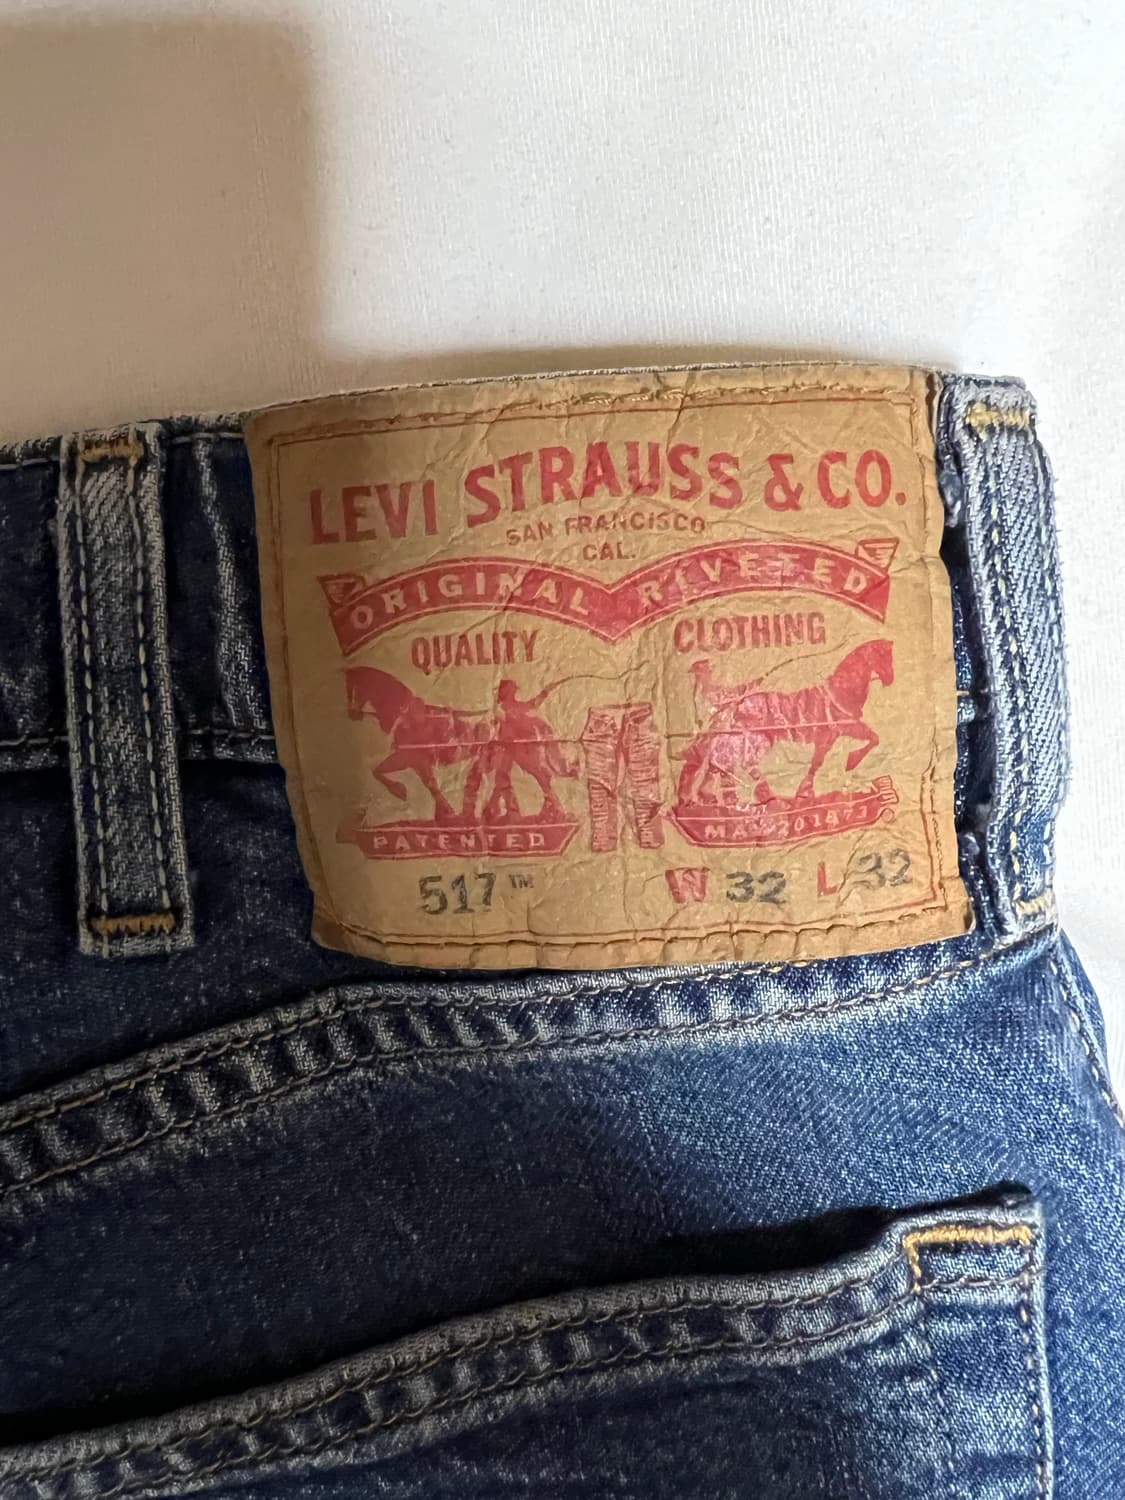 LEVI STRAUSS & CO.
SAN FRANCISCO
CAL.
ORIGINAL RIVETED
QUALITY CLOTHING
PATENTED MAY 20 1873
517™ W 32 L 32